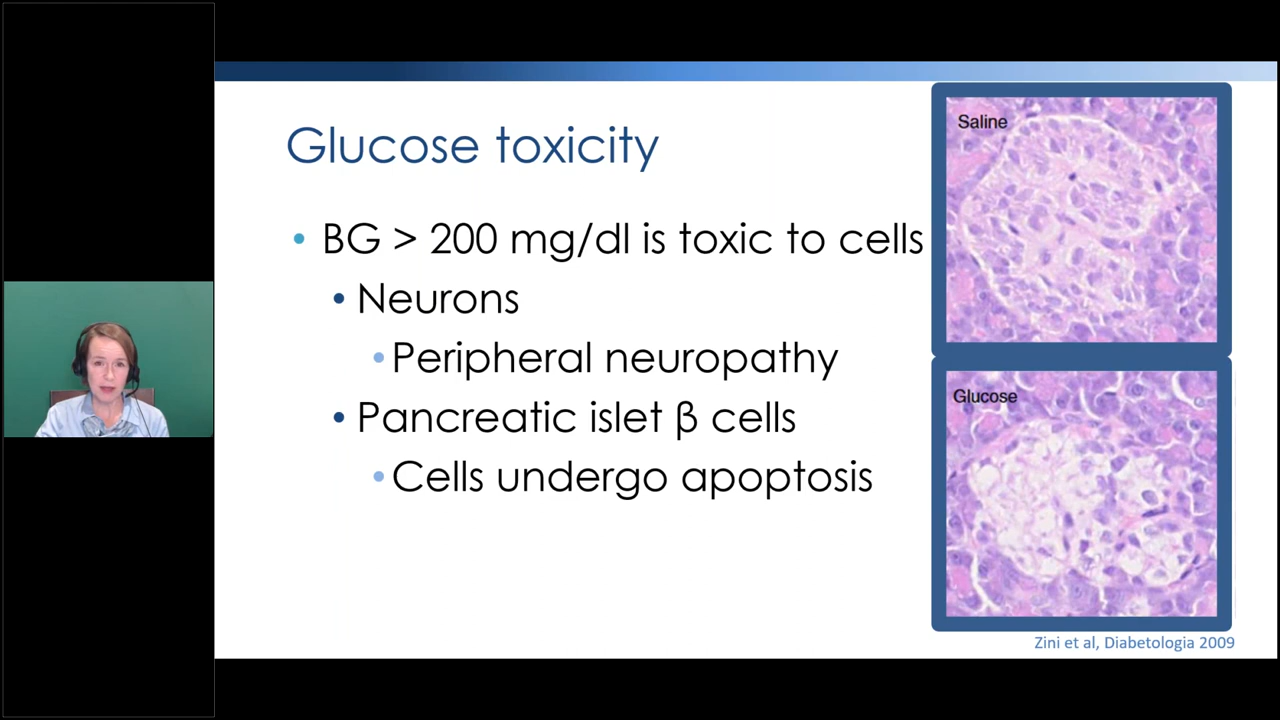 Glucose toxicity
• BG > 200 mg/dl is toxic to cells
• Neurons
• Peripheral neuropathy
• Pancreatic islet β cells
• Cells undergo apoptosis
Saline
Glucose
Zini et al, Diabetologia 2009